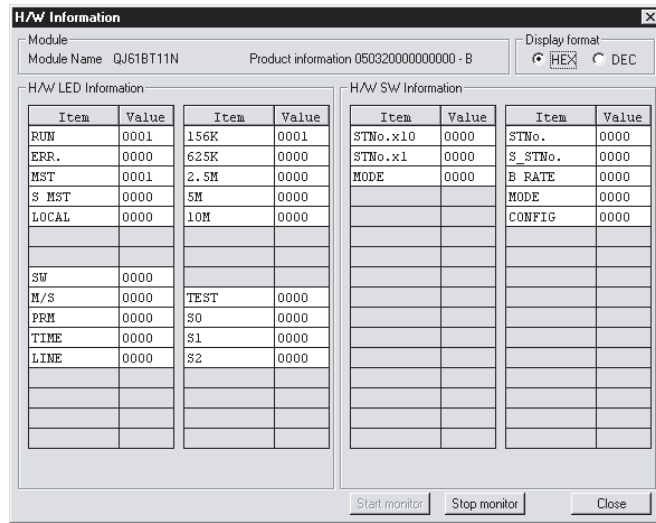 H/W Information
Module
Module Name QJ61BT11N Product information 050320000000000 - B
Display format
HEX DEC
H/W LED Information
Item Value Item Value
RUN 0001 156K 0001
ERR. 0000 625K 0000
MST 0001 2.5M 0000
S MST 0000 5M 0000
LOCAL 0000 10M 0000
SW 0000
M/S 0000 TEST 0000
PRM 0000 S0 0000
TIME 0000 S1 0000
LINE 0000 S2 0000
H/W SW Information
Item Value Item Value
STNo.x10 0000 STNo. 0000
STNo.x1 0000 S_STNo. 0000
MODE 0000 B RATE 0000
MODE 0000
CONFIG 0000
Start monitor Stop monitor Close